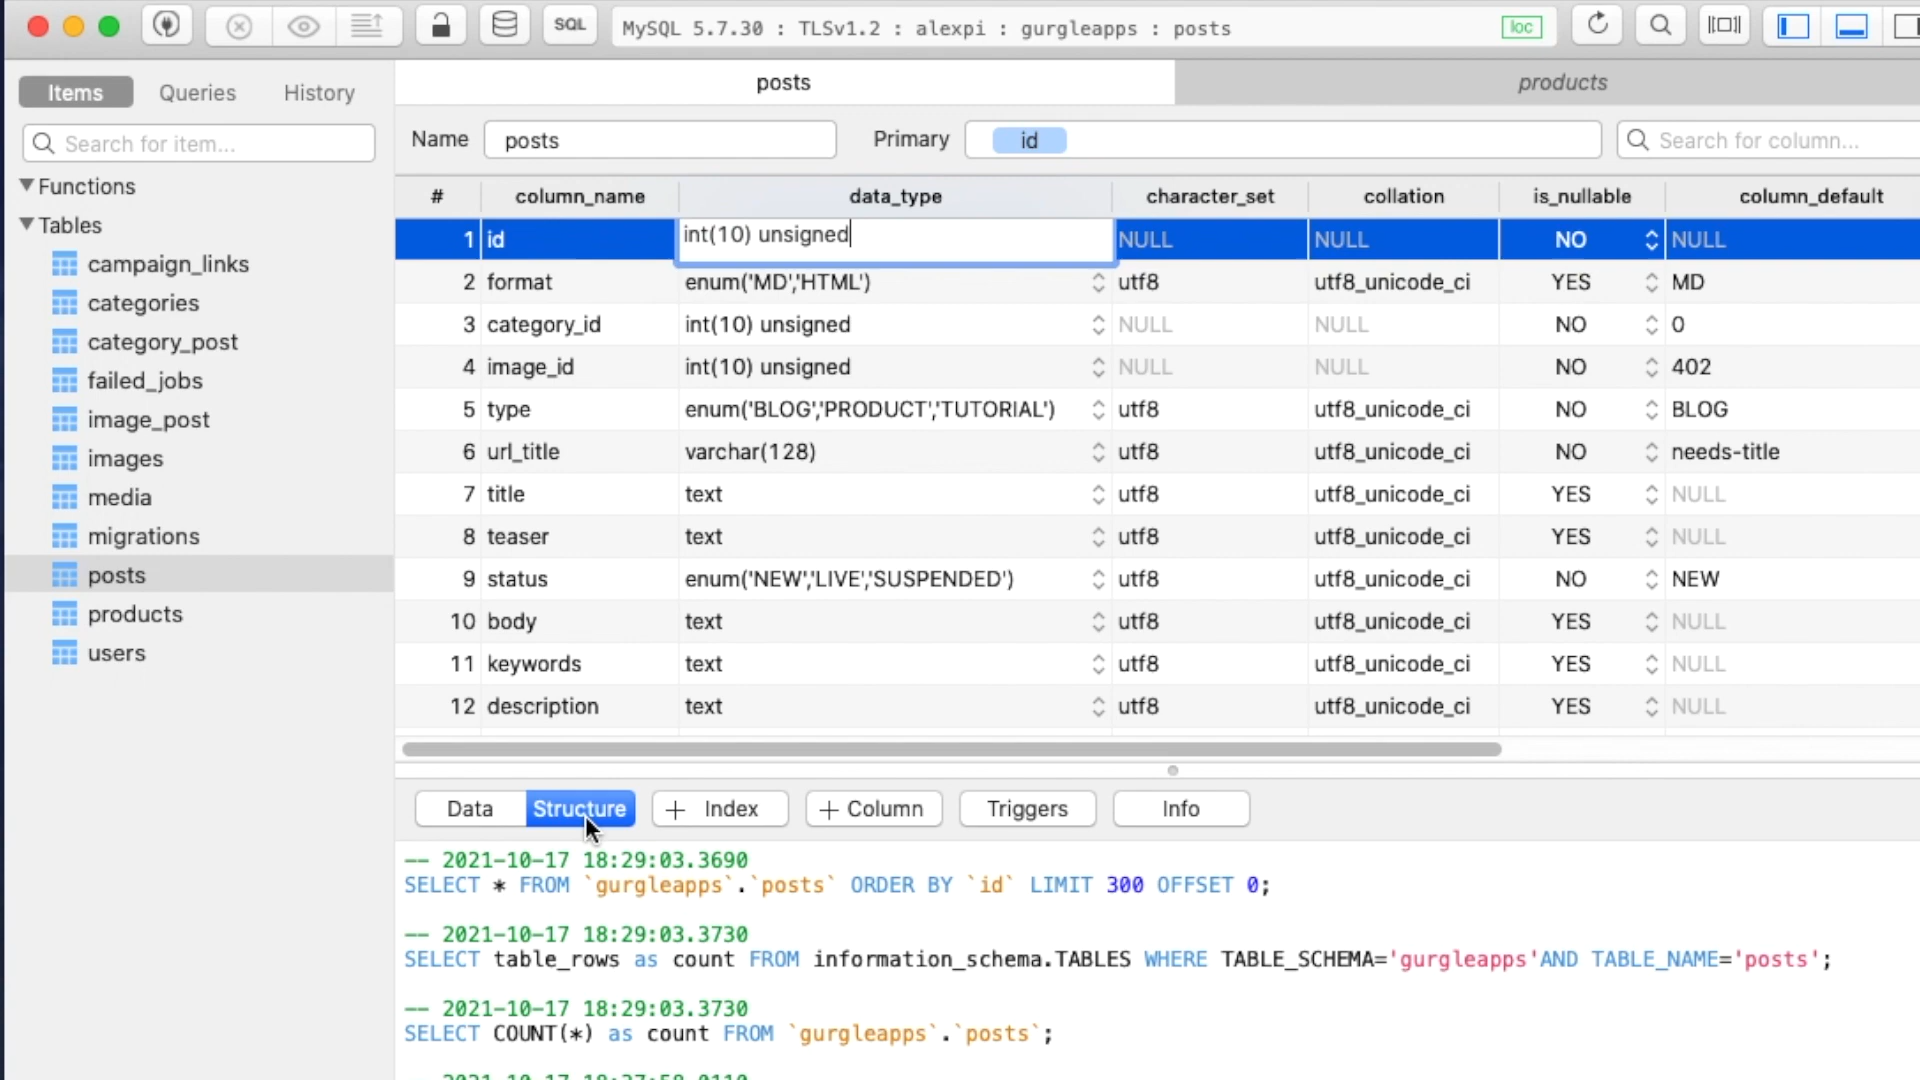 SQL
MySQL 5.7.30 : TLSv1.2 : alexpi : gurgleapps : posts
loc
Items Queries History
Search for item...
Functions
Tables
campaign_links
categories
category_post
failed_jobs
image_post
images
media
migrations
posts
products
users
posts products
Name posts Primary id Search for column...
# column_name data_type character_set collation is_nullable column_default
1 id int(10) unsigned NULL NULL NO NULL
2 format enum('MD','HTML') utf8 utf8_unicode_ci YES MD
3 category_id int(10) unsigned NULL NULL NO 0
4 image_id int(10) unsigned NULL NULL NO 402
5 type enum('BLOG','PRODUCT','TUTORIAL') utf8 utf8_unicode_ci NO BLOG
6 url_title varchar(128) utf8 utf8_unicode_ci NO needs-title
7 title text utf8 utf8_unicode_ci YES NULL
8 teaser text utf8 utf8_unicode_ci YES NULL
9 status enum('NEW','LIVE','SUSPENDED') utf8 utf8_unicode_ci NO NEW
10 body text utf8 utf8_unicode_ci YES NULL
11 keywords text utf8 utf8_unicode_ci YES NULL
12 description text utf8 utf8_unicode_ci YES NULL
Data Structure + Index + Column Triggers Info
-- 2021-10-17 18:29:03.3690
SELECT * FROM `gurgleapps`.`posts` ORDER BY `id` LIMIT 300 OFFSET 0;
-- 2021-10-17 18:29:03.3730
SELECT table_rows as count FROM information_schema.TABLES WHERE TABLE_SCHEMA='gurgleapps'AND TABLE_NAME='posts';
-- 2021-10-17 18:29:03.3730
SELECT COUNT(*) as count FROM `gurgleapps`.`posts`;